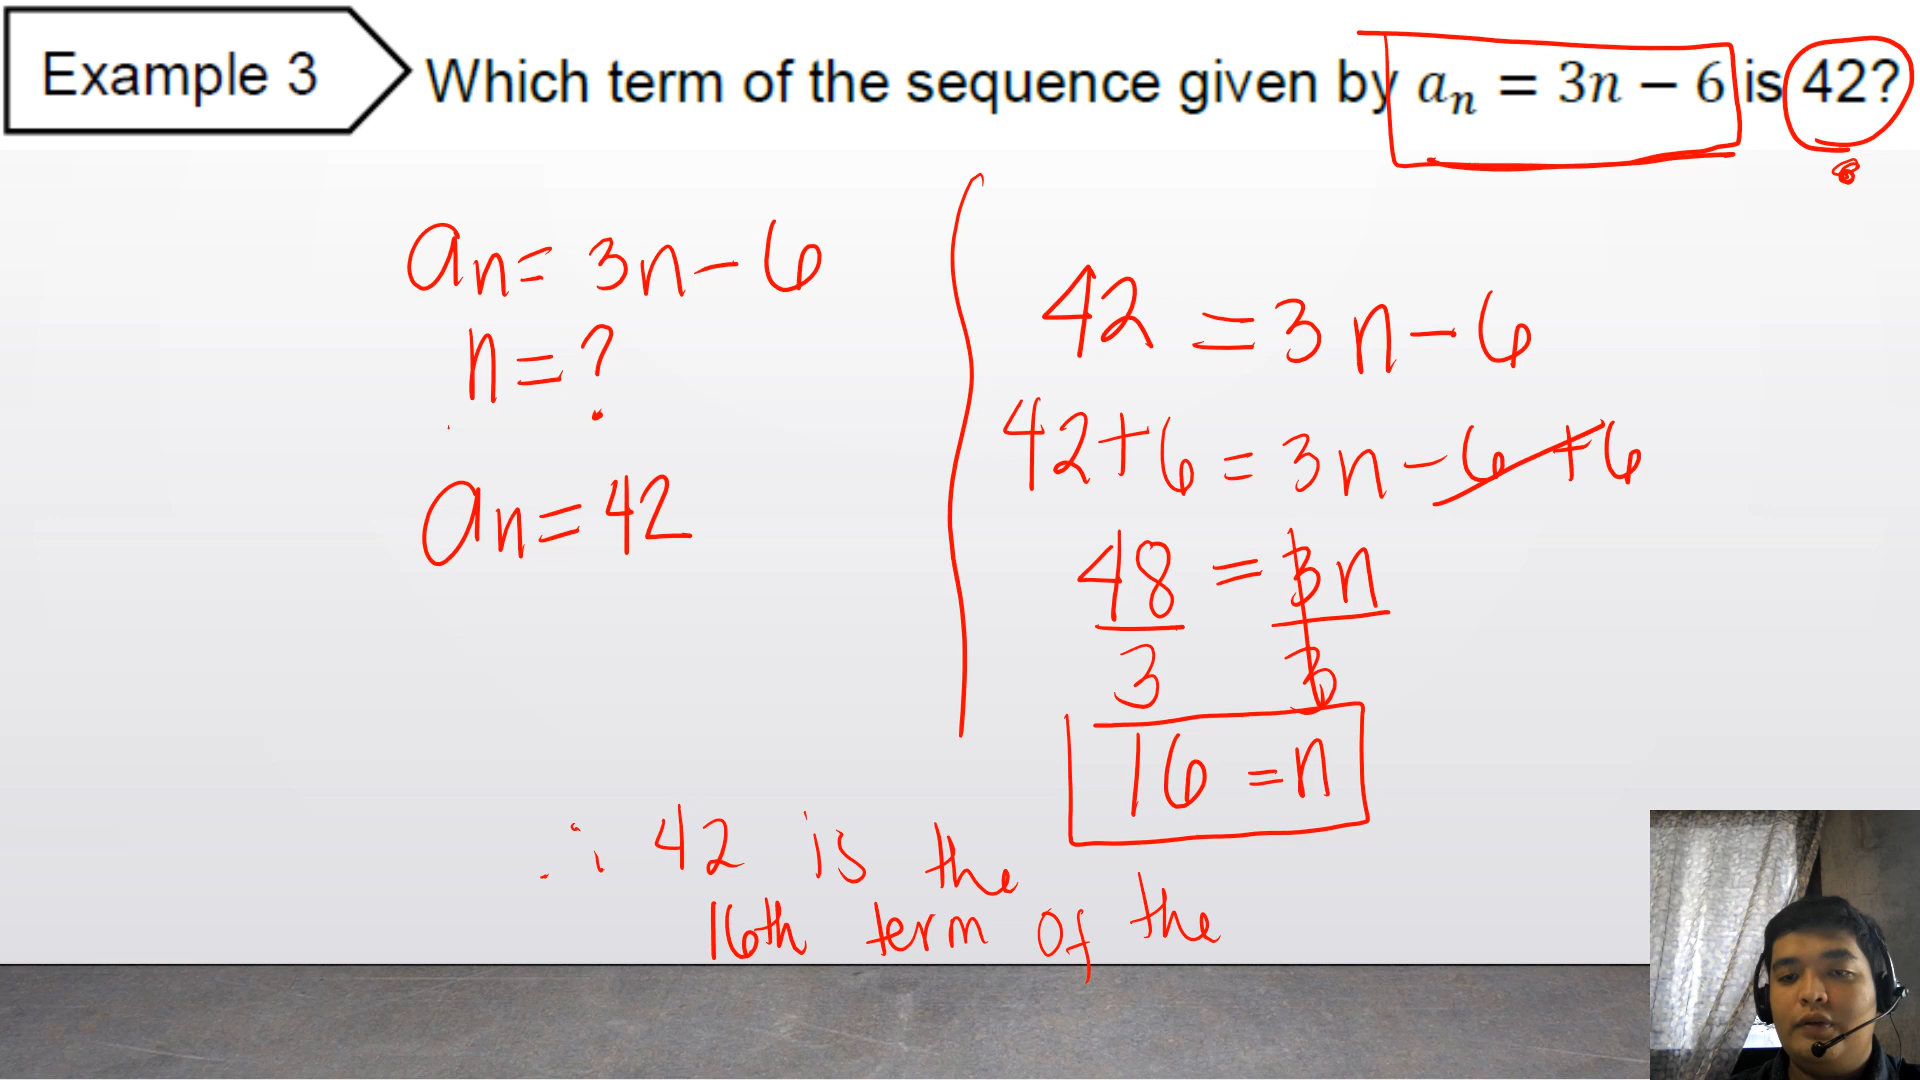 Example 3
Which term of the sequence given by aₙ = 3n − 6 is 42?
an = 3n - 6
n = ?
an = 42
42 = 3n - 6
42+6 = 3n - 6 + 6
48 = 3n
3 3
16 = n
∴ 42 is the
16th term of the